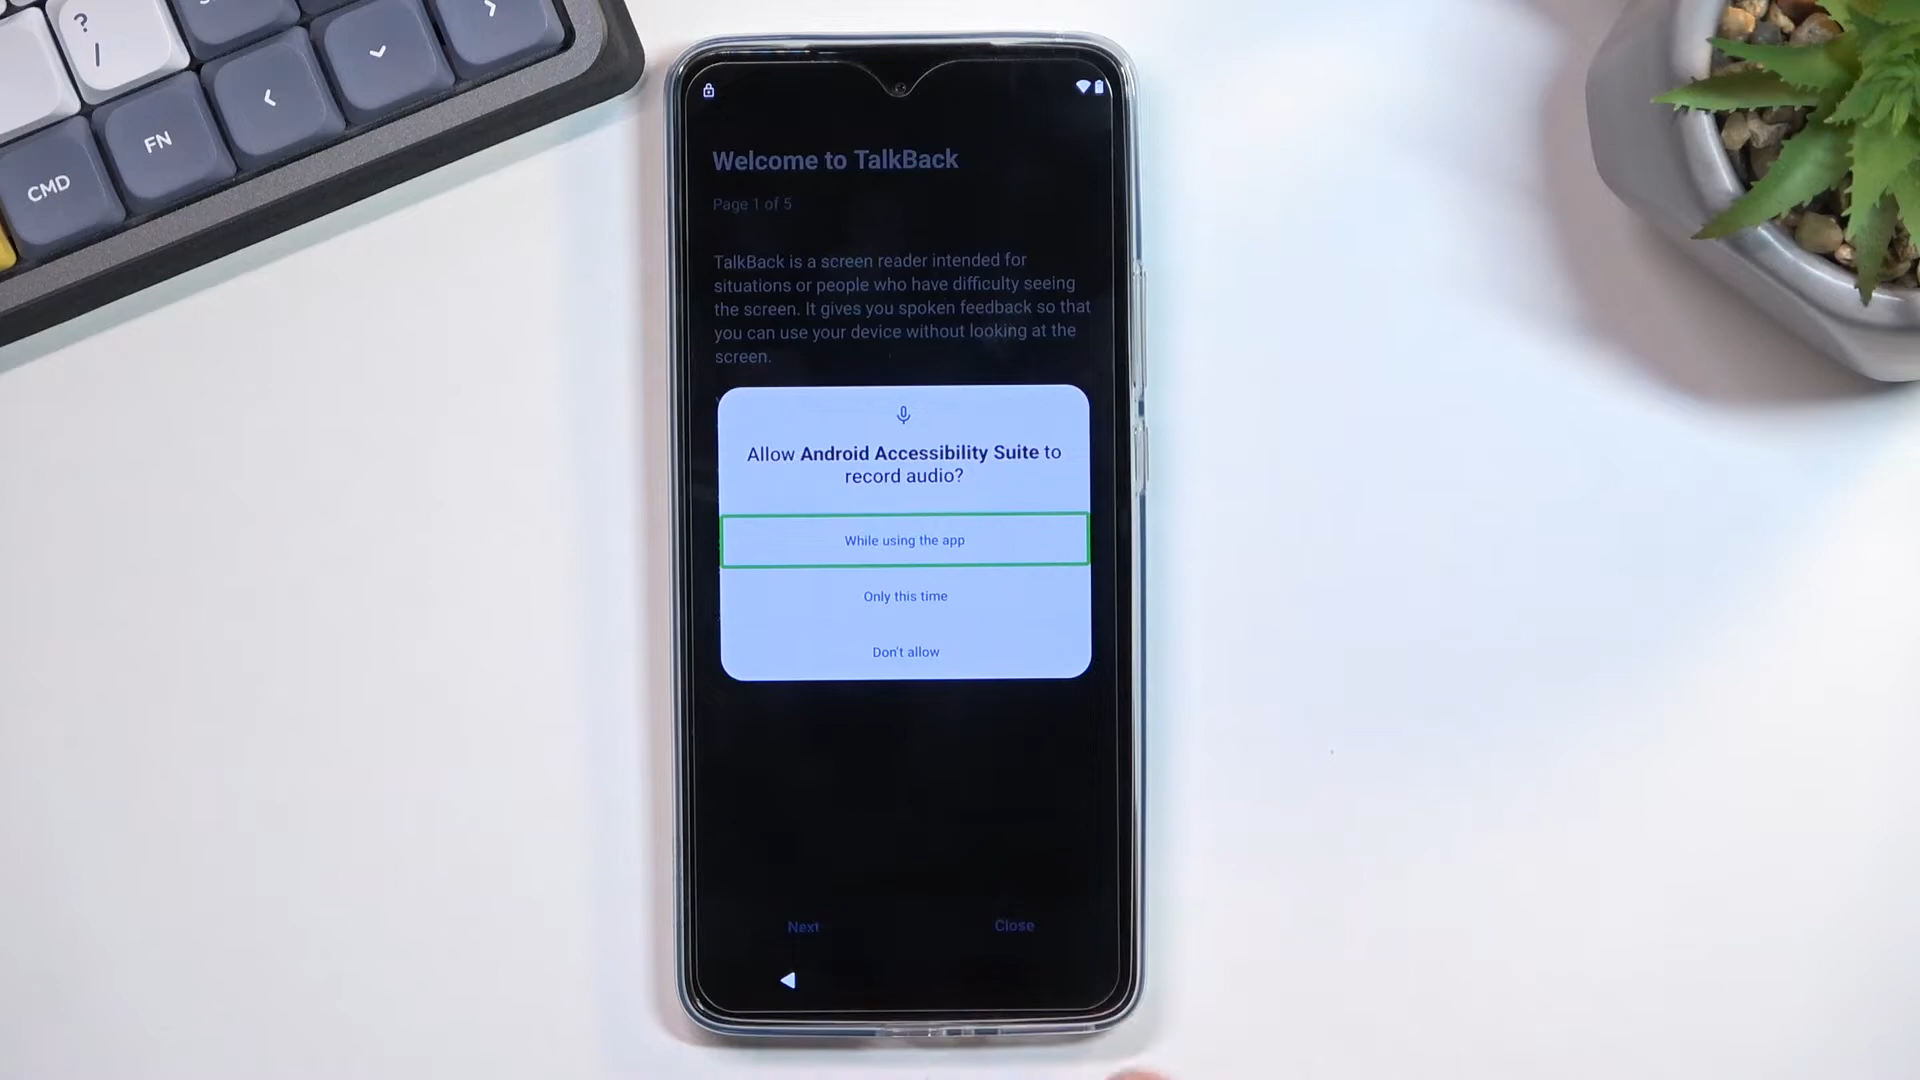 ?
/
FN
CMD
Welcome to TalkBack
Page 1 of 5
TalkBack is a screen reader intended for
situations or people who have difficulty seeing
the screen. It gives you spoken feedback so that
you can use your device without looking at the
screen.
Allow Android Accessibility Suite to
record audio?
While using the app
Only this time
Don't allow
Next
Close